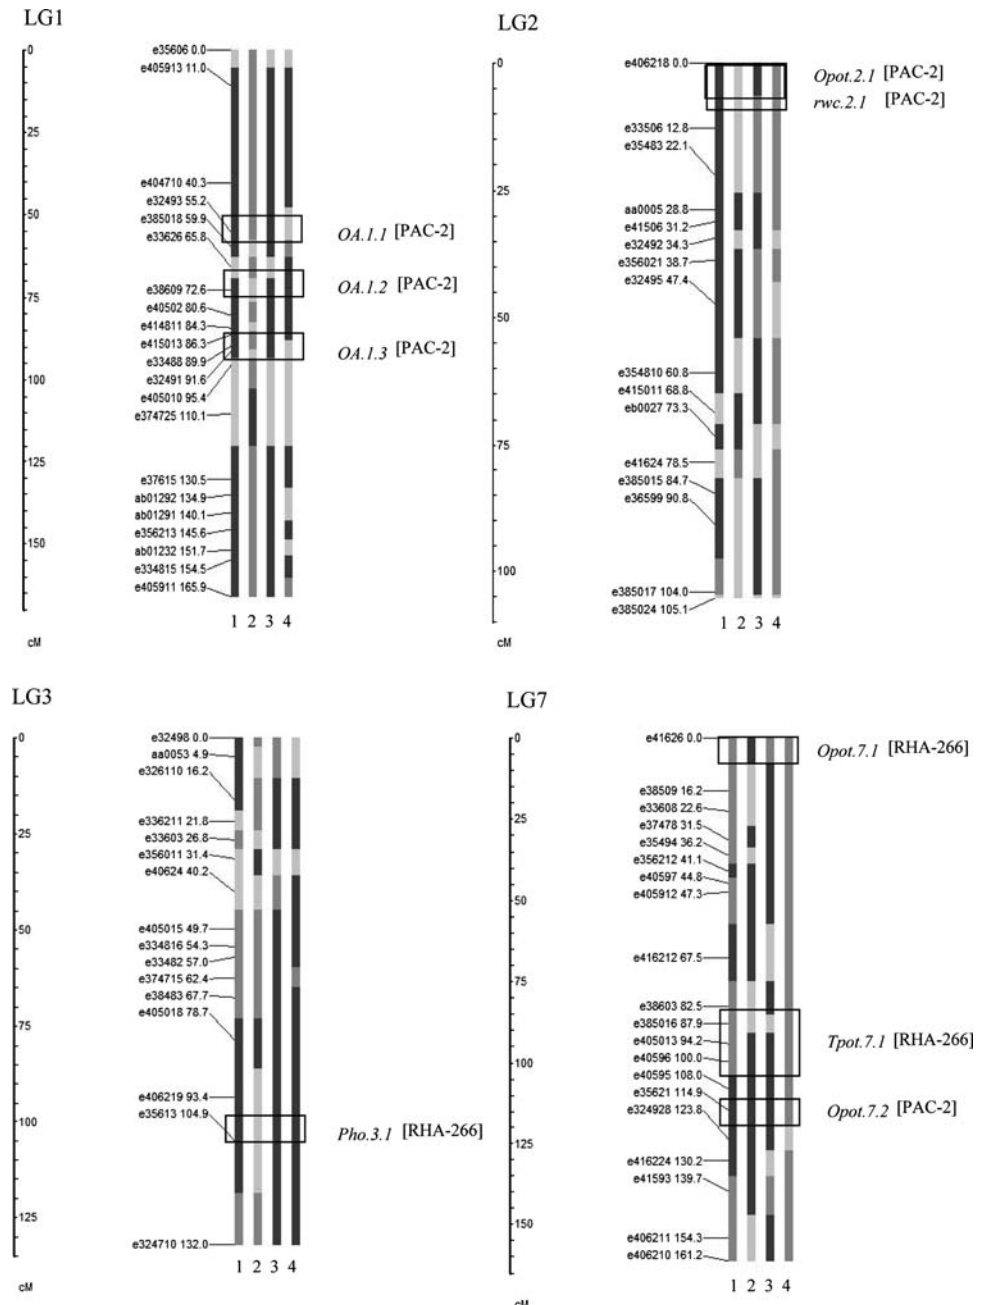 LG1
0
25
50
75
100
125
150
cM
e35606 0.0
e405913 11.0
e404710 40.3
e32493 55.2
e385018 59.9
e33626 65.8
e38609 72.6
e40502 80.6
e414811 84.3
e415013 86.3
e33488 89.9
e32491 91.6
e405010 95.4
e374725 110.1
e37615 130.5
ab01292 134.9
ab01291 140.1
e356213 145.6
ab01232 151.7
e334815 154.5
e405911 165.9
OA.1.1 [PAC-2]
OA.1.2 [PAC-2]
OA.1.3 [PAC-2]
1 2 3 4
LG2
0
25
50
75
100
cM
e406218 0.0
e33506 12.8
e35483 22.1
aa0005 28.8
e41506 31.2
e32492 34.3
e356021 38.7
e32495 47.4
e354810 60.8
e415011 68.8
eb0027 73.3
e41624 78.5
e385015 84.7
e36599 90.8
e385017 104.0
e385024 105.1
Opot.2.1 [PAC-2]
rwc.2.1 [PAC-2]
1 2 3 4
LG3
0
25
50
75
100
125
cM
e32498 0.0
aa0053 4.9
e326110 16.2
e336211 21.8
e33603 26.8
e356011 31.4
e40624 40.2
e405015 49.7
e334816 54.3
e33482 57.0
e374715 62.4
e38483 67.7
e405018 78.7
e406219 93.4
e35613 104.9
e324710 132.0
Pho.3.1 [RHA-266]
1 2 3 4
LG7
0
25
50
75
100
125
150
cM
e41626 0.0
e38509 16.2
e33608 22.6
e37478 31.5
e35494 36.2
e356212 41.1
e40597 44.8
e405912 47.3
e416212 67.5
e38603 82.5
e385016 87.9
e405013 94.2
e40596 100.0
e40595 108.0
e35621 114.9
e324928 123.8
e416224 130.2
e41593 139.7
e406211 154.3
e406210 161.2
Opot.7.1 [RHA-266]
Tpot.7.1 [RHA-266]
Opot.7.2 [PAC-2]
1 2 3 4